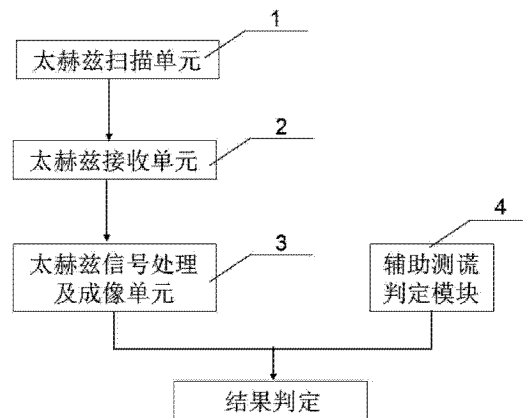 1
太赫兹扫描单元
2
太赫兹接收单元
3
太赫兹信号处理
及成像单元
4
辅助测谎
判定模块
结果判定